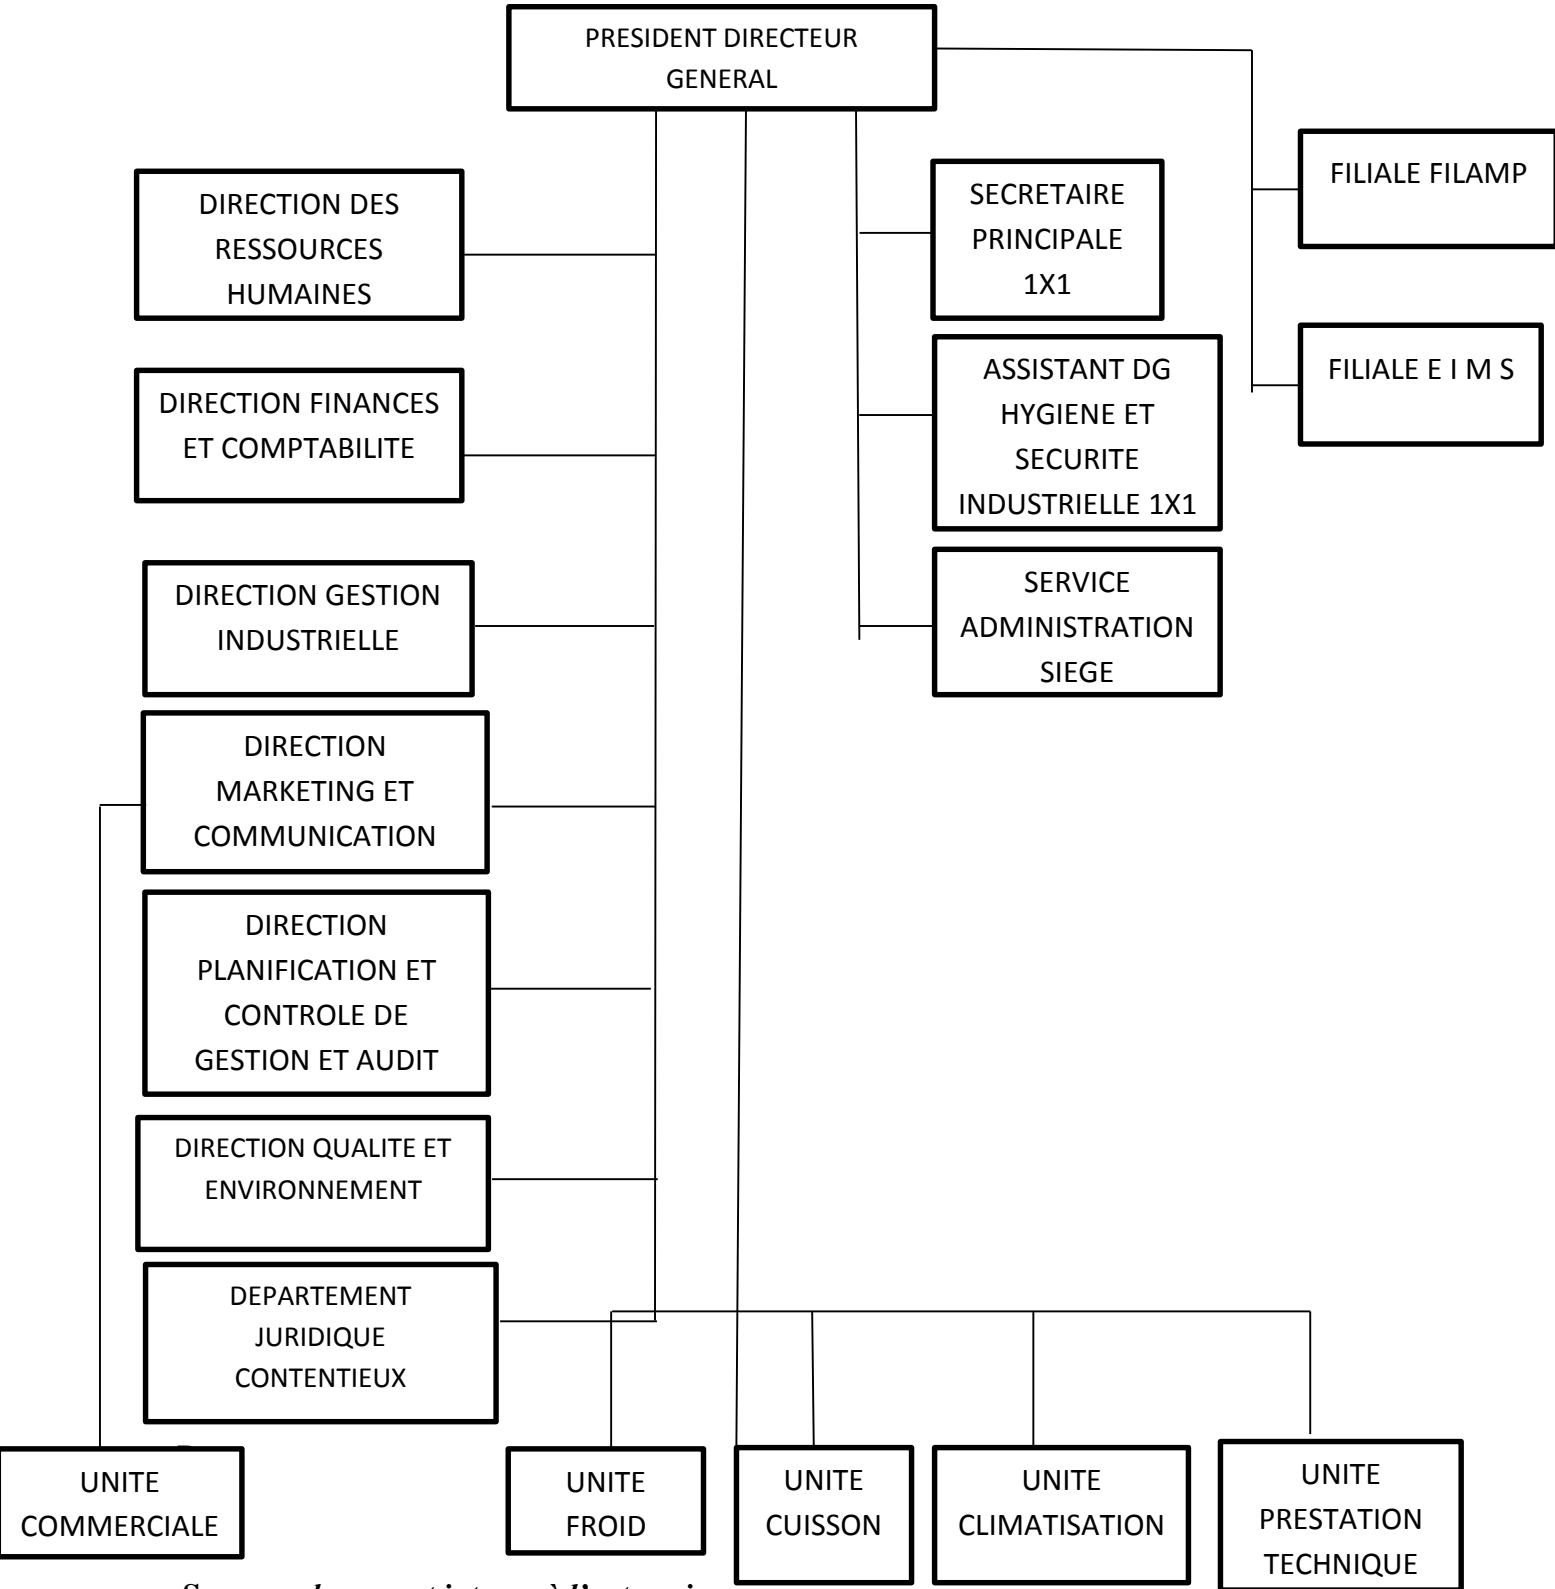 PRESIDENT DIRECTEUR
GENERAL
DIRECTION DES
RESSOURCES
HUMAINES
SECRETAIRE
PRINCIPALE
1X1
FILIALE FILAMP
DIRECTION FINANCES
ET COMPTABILITE
ASSISTANT DG
HYGIENE ET
SECURITE
INDUSTRIELLE 1X1
FILIALE E I M S
DIRECTION GESTION
INDUSTRIELLE
SERVICE
ADMINISTRATION
SIEGE
DIRECTION
MARKETING ET
COMMUNICATION
DIRECTION
PLANIFICATION ET
CONTROLE DE
GESTION ET AUDIT
DIRECTION QUALITE ET
ENVIRONNEMENT
DEPARTEMENT
JURIDIQUE
CONTENTIEUX
UNITE
COMMERCIALE
UNITE
FROID
UNITE
CUISSON
UNITE
CLIMATISATION
UNITE
PRESTATION
TECHNIQUE